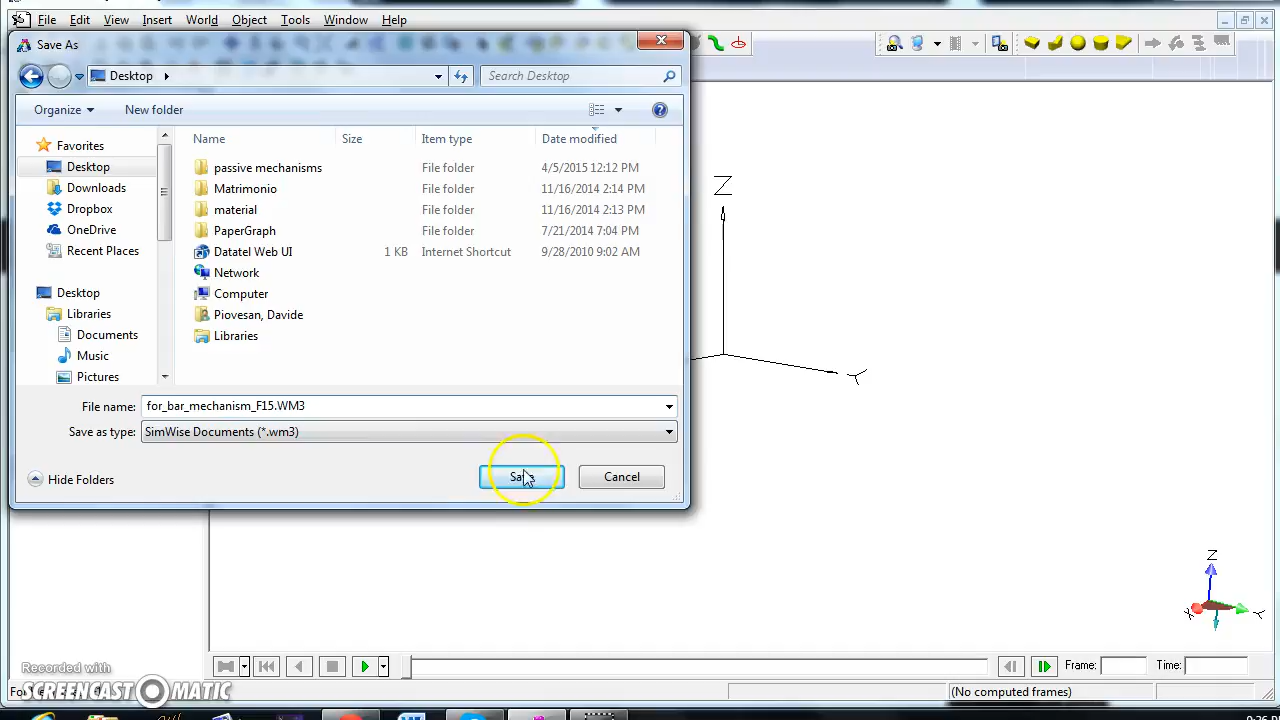 File Edit View Insert World Object Tools Window Help
Save As
Desktop
Search Desktop
Organize New folder
Name Size Item type Date modified
Favorites
Desktop
Downloads
Dropbox
OneDrive
Recent Places
Desktop
Libraries
Documents
Music
Pictures
passive mechanisms File folder 4/5/2015 12:12 PM
Matrimonio File folder 11/16/2014 2:14 PM
material File folder 11/16/2014 2:13 PM
PaperGraph File folder 7/21/2014 7:04 PM
Datatel Web UI 1 KB Internet Shortcut 9/28/2010 9:02 AM
Network
Computer
Piovesan, Davide
Libraries
File name: for_bar_mechanism_F15.WM3
Save as type: SimWise Documents (*.wm3)
Hide Folders Save Cancel
Z
Y
Z
X Y
Frame: Time:
(No computed frames)
Recorded with
SCREENCAST MATIC